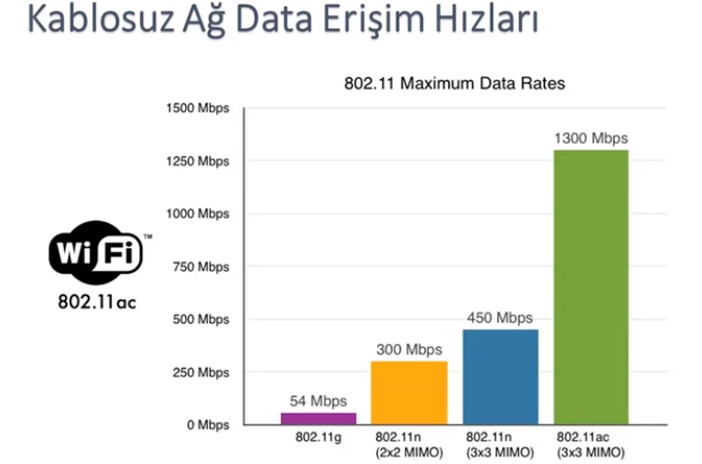 Kablosuz Ağ Data Erişim Hızları
802.11 Maximum Data Rates
1500 Mbps
1250 Mbps
1000 Mbps
750 Mbps
500 Mbps
250 Mbps
0 Mbps
54 Mbps
300 Mbps
450 Mbps
1300 Mbps
802.11g
802.11n
(2x2 MIMO)
802.11n
(3x3 MIMO)
802.11ac
(3x3 MIMO)
Wi Fi ™
802.11ac